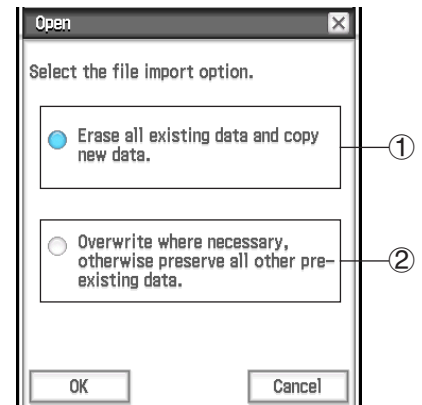 Open
Select the file import option.
Erase all existing data and copy
new data.
①
Overwrite where necessary,
otherwise preserve all other pre-
existing data.
②
OK Cancel